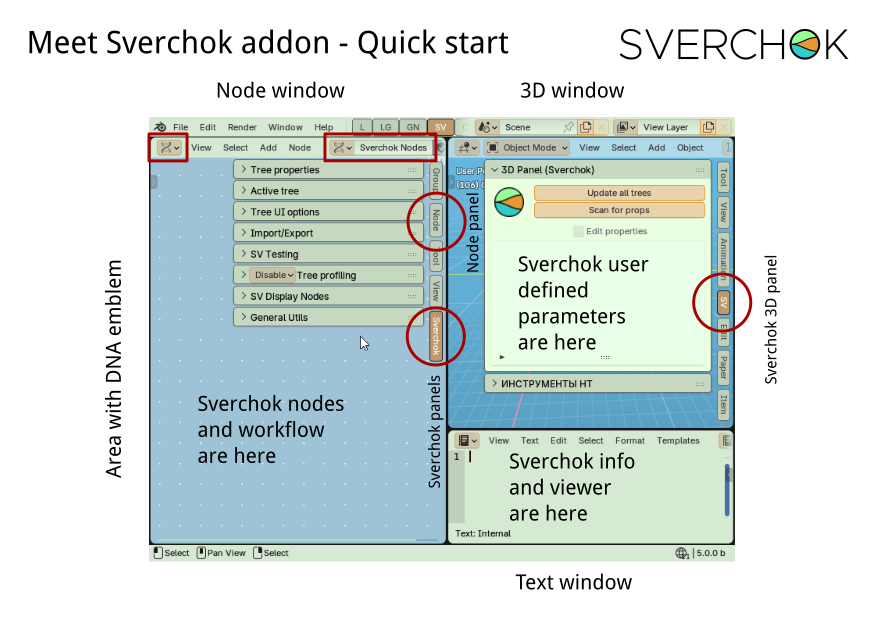 Meet Sverchok addon - Quick start
SVERCHOK
Node window
3D window
File Edit Render Window Help L LG GN SV
Scene
View Layer
View Select Add Node
Sverchok Nodes
Object Mode View Select Add Object
Tree properties
Active tree
Tree UI options
Import/Export
SV Testing
Disable Tree profiling
SV Display Nodes
General Utils
Node
View
Sverchok
Node panel
Sverchok panels
Area with DNA emblem
Sverchok nodes
and workflow
are here
3D Panel (Sverchok)
Update all trees
Scan for props
Edit properties
Sverchok user
defined
parameters
are here
ИНСТРУМЕНТЫ НТ
Tool
View
Animation
SV
Edit
Paper
Item
Sverchok 3D panel
View Text Edit Select Format Templates
1
Sverchok info
and viewer
are here
Text: Internal
Select Pan View Select
5.0.0 b
Text window